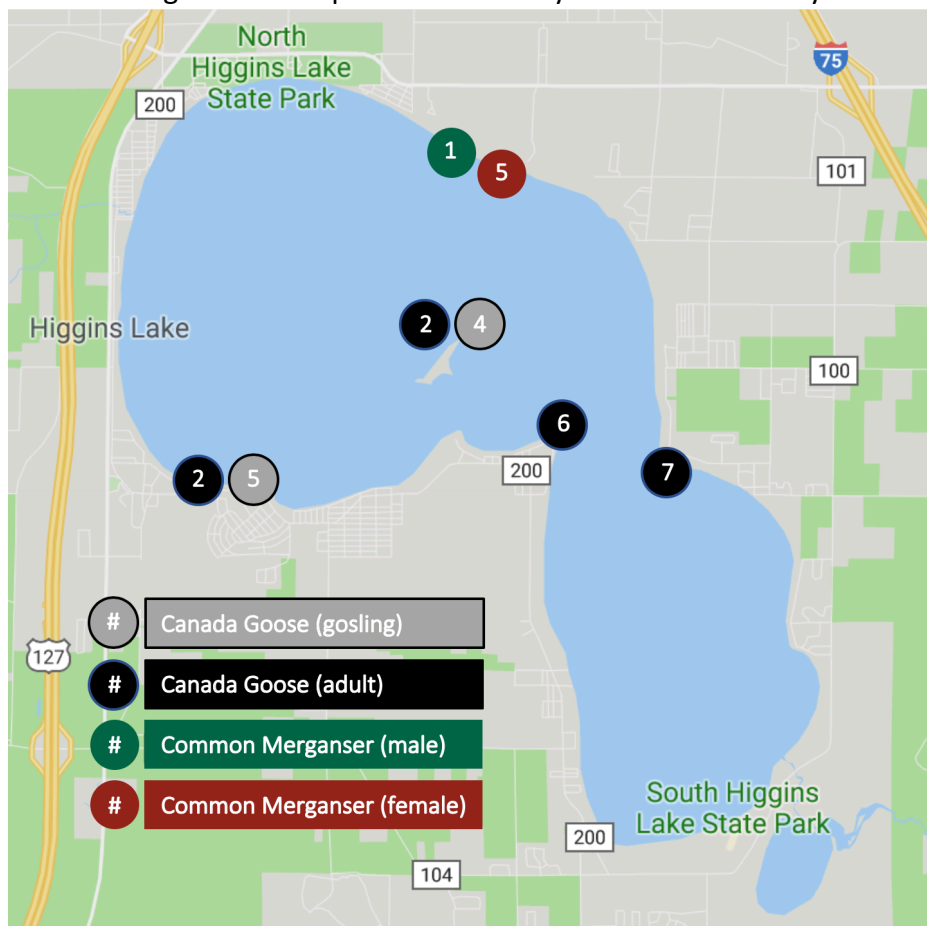 North
Higgins Lake
State Park
75
200
1
5
101
Higgins Lake
2
4
100
6
200
7
2
5
# Canada Goose (gosling)
127
# Canada Goose (adult)
# Common Merganser (male)
# Common Merganser (female)
South Higgins
Lake State Park
200
104